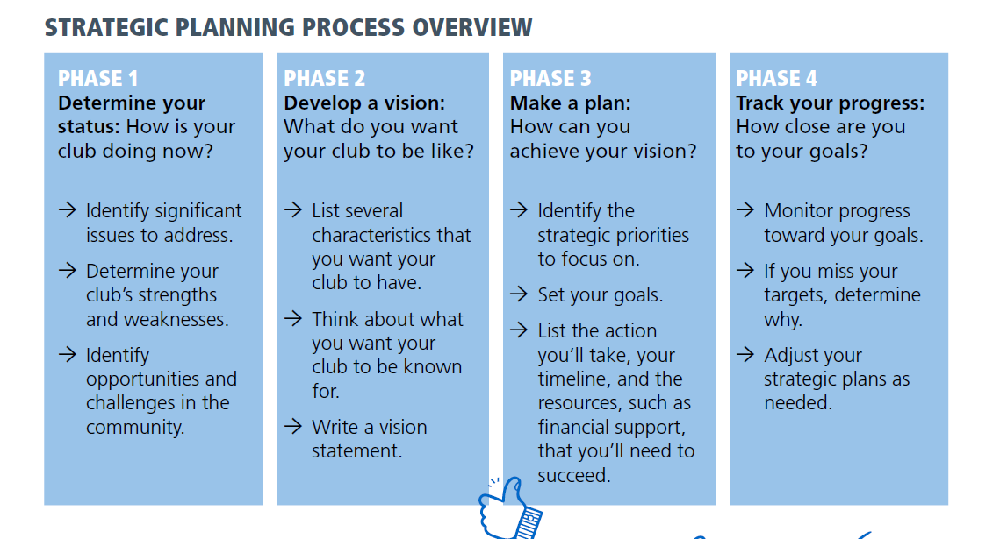 STRATEGIC PLANNING PROCESS OVERVIEW
PHASE 1
Determine your
status: How is your
club doing now?
→ Identify significant
issues to address.
→ Determine your
club’s strengths
and weaknesses.
→ Identify
opportunities and
challenges in the
community.
PHASE 2
Develop a vision:
What do you want
your club to be like?
→ List several
characteristics that
you want your
club to have.
→ Think about what
you want your
club to be known
for.
→ Write a vision
statement.
PHASE 3
Make a plan:
How can you
achieve your vision?
→ Identify the
strategic priorities
to focus on.
→ Set your goals.
→ List the action
you’ll take, your
timeline, and the
resources, such as
financial support,
that you’ll need to
succeed.
PHASE 4
Track your progress:
How close are you
to your goals?
→ Monitor progress
toward your goals.
→ If you miss your
targets, determine
why.
→ Adjust your
strategic plans as
needed.